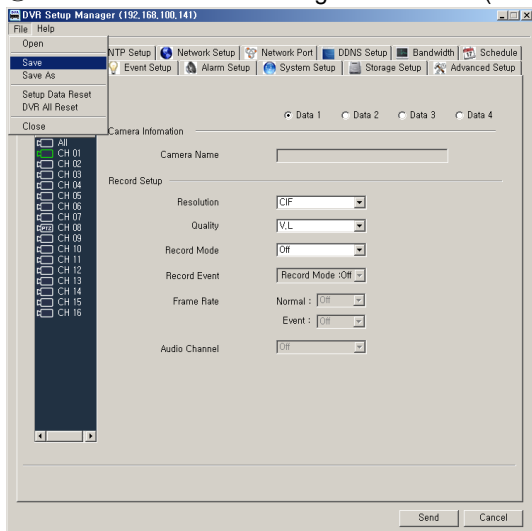 DVR Setup Manager (192,168,100,141)
File Help
Open
Save
Save As
Setup Data Reset
DVR All Reset
Close
NTP Setup Network Setup Network Port DDNS Setup Bandwidth Schedule
Event Setup Alarm Setup System Setup Storage Setup Advanced Setup
Data 1 Data 2 Data 3 Data 4
Camera Infomation
Camera Name
Record Setup
Resolution CIF
Quality V.L
Record Mode Off
Record Event Record Mode :Off
Frame Rate Normal : Off
Event : Off
Audio Channel Off
All
CH 01
CH 02
CH 03
CH 04
CH 05
CH 06
CH 07
PTZ CH 08
CH 09
CH 10
CH 11
CH 12
CH 13
CH 14
CH 15
CH 16
Send Cancel